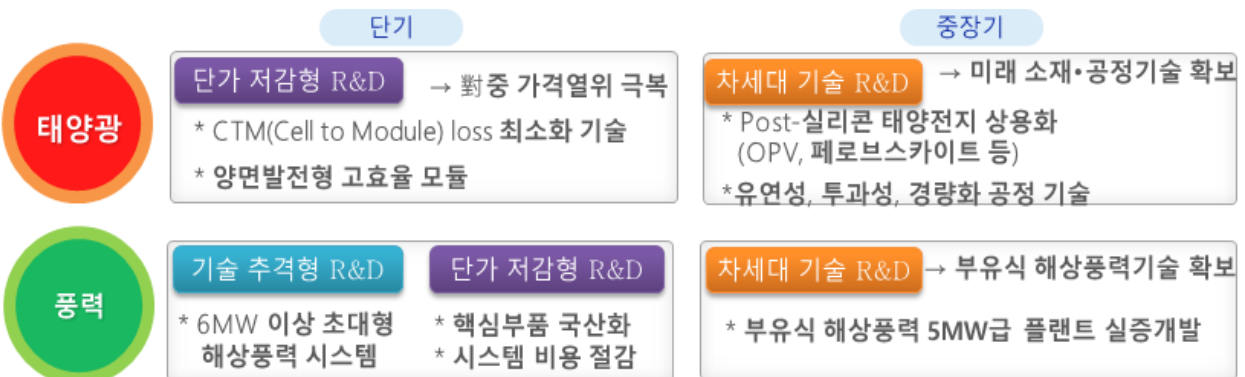 단기
중장기
태양광
단가 저감형 R&D → 對중 가격열위 극복
* CTM(Cell to Module) loss 최소화 기술
* 양면발전형 고효율 모듈
차세대 기술 R&D → 미래 소재•공정기술 확보
* Post-실리콘 태양전지 상용화
(OPV, 페로브스카이트 등)
*유연성, 투과성, 경량화 공정 기술
풍력
기술 추격형 R&D
* 6MW 이상 초대형
해상풍력 시스템
단가 저감형 R&D
* 핵심부품 국산화
* 시스템 비용 절감
차세대 기술 R&D → 부유식 해상풍력기술 확보
* 부유식 해상풍력 5MW급 플랜트 실증개발